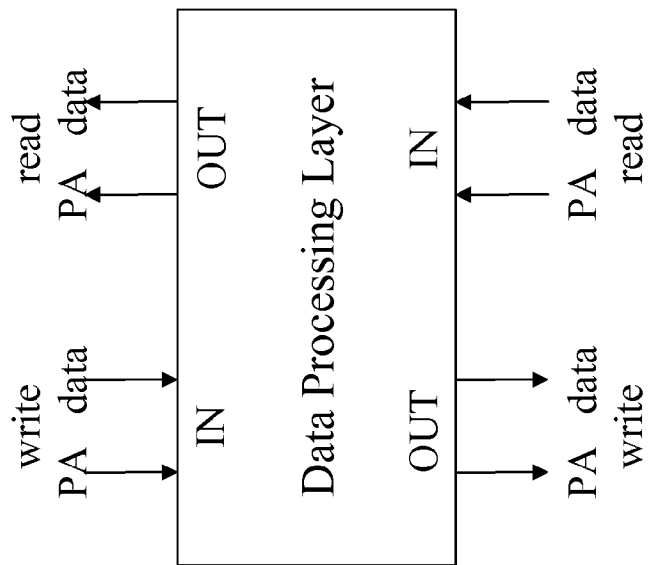 write read
PA data PA data
IN OUT
Data Processing Layer
OUT IN
PA data PA data
write read